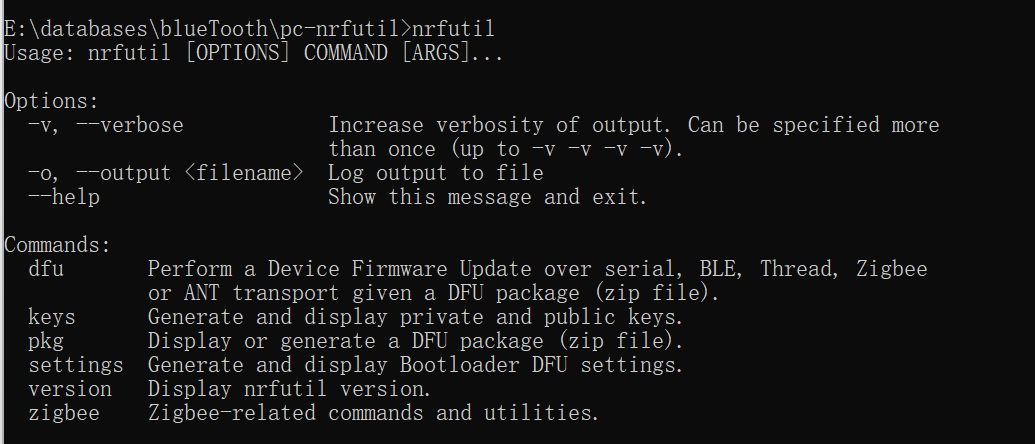 E:\databases\blueTooth\pc-nrfutil>nrfutil
Usage: nrfutil [OPTIONS] COMMAND [ARGS]...
Options:
-v, --verbose Increase verbosity of output. Can be specified more
than once (up to -v -v -v -v).
-o, --output <filename> Log output to file
--help Show this message and exit.
Commands:
dfu Perform a Device Firmware Update over serial, BLE, Thread, Zigbee
or ANT transport given a DFU package (zip file).
keys Generate and display private and public keys.
pkg Display or generate a DFU package (zip file).
settings Generate and display Bootloader DFU settings.
version Display nrfutil version.
zigbee Zigbee-related commands and utilities.